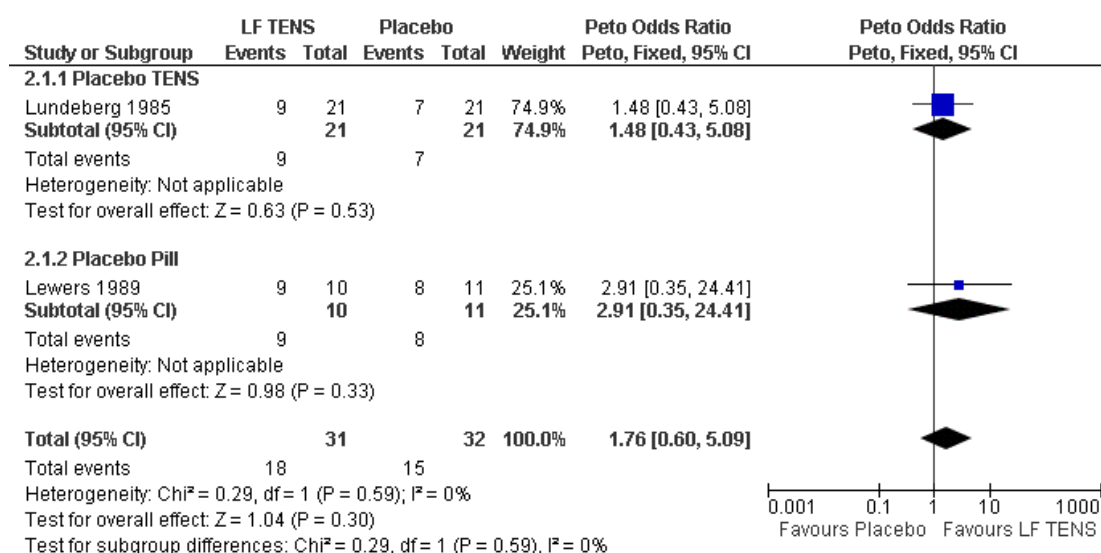 LF TENS Placebo Peto Odds Ratio Peto Odds Ratio
Study or Subgroup Events Total Events Total Weight Peto, Fixed, 95% CI Peto, Fixed, 95% CI
2.1.1 Placebo TENS
Lundeberg 1985 9 21 7 21 74.9% 1.48 [0.43, 5.08]
Subtotal (95% CI) 21 21 74.9% 1.48 [0.43, 5.08]
Total events 9 7
Heterogeneity: Not applicable
Test for overall effect: Z = 0.63 (P = 0.53)
2.1.2 Placebo Pill
Lewers 1989 9 10 8 11 25.1% 2.91 [0.35, 24.41]
Subtotal (95% CI) 10 11 25.1% 2.91 [0.35, 24.41]
Total events 9 8
Heterogeneity: Not applicable
Test for overall effect: Z = 0.98 (P = 0.33)
Total (95% CI) 31 32 100.0% 1.76 [0.60, 5.09]
Total events 18 15
Heterogeneity: Chi² = 0.29, df = 1 (P = 0.59); I² = 0%
Test for overall effect: Z = 1.04 (P = 0.30)
Test for subgroup differences: Chi² = 0.29, df = 1 (P = 0.59), I² = 0%
0.001 0.1 1 10 1000
Favours Placebo Favours LF TENS